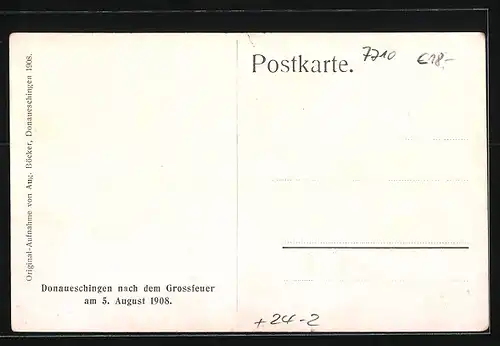 Original-Aufnahme von Aug. Böcker, Donaueschingen 1908.
Donaueschingen nach dem Grossfeuer
am 5. August 1908.
Postkarte.
7710
€18,-
+24-2